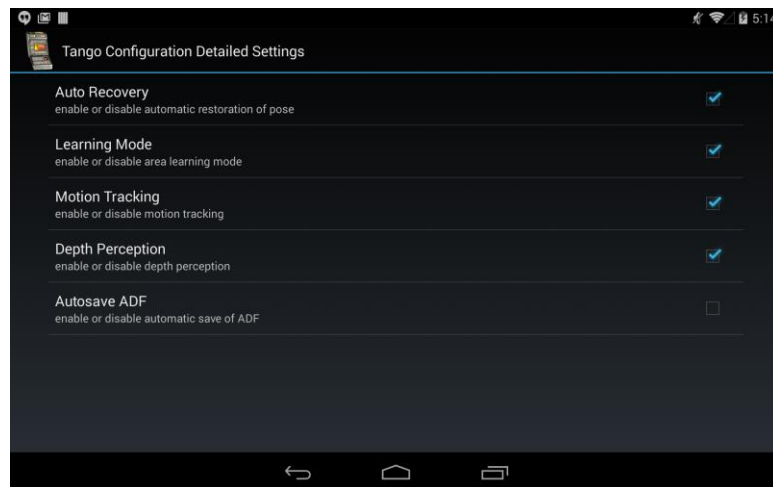 5:14
Tango Configuration Detailed Settings
Auto Recovery
enable or disable automatic restoration of pose
Learning Mode
enable or disable area learning mode
Motion Tracking
enable or disable motion tracking
Depth Perception
enable or disable depth perception
Autosave ADF
enable or disable automatic save of ADF